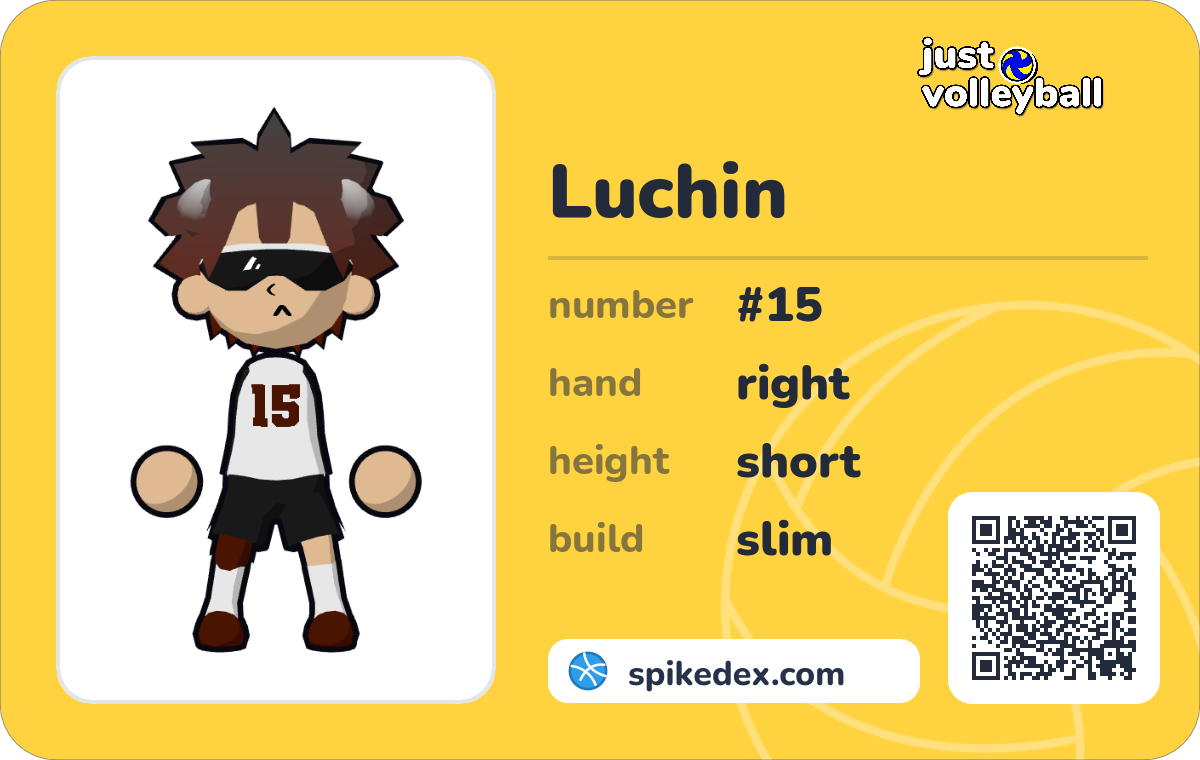 just
volleyball
Luchin
number #15
hand right
height short
build slim
15
spikedex.com